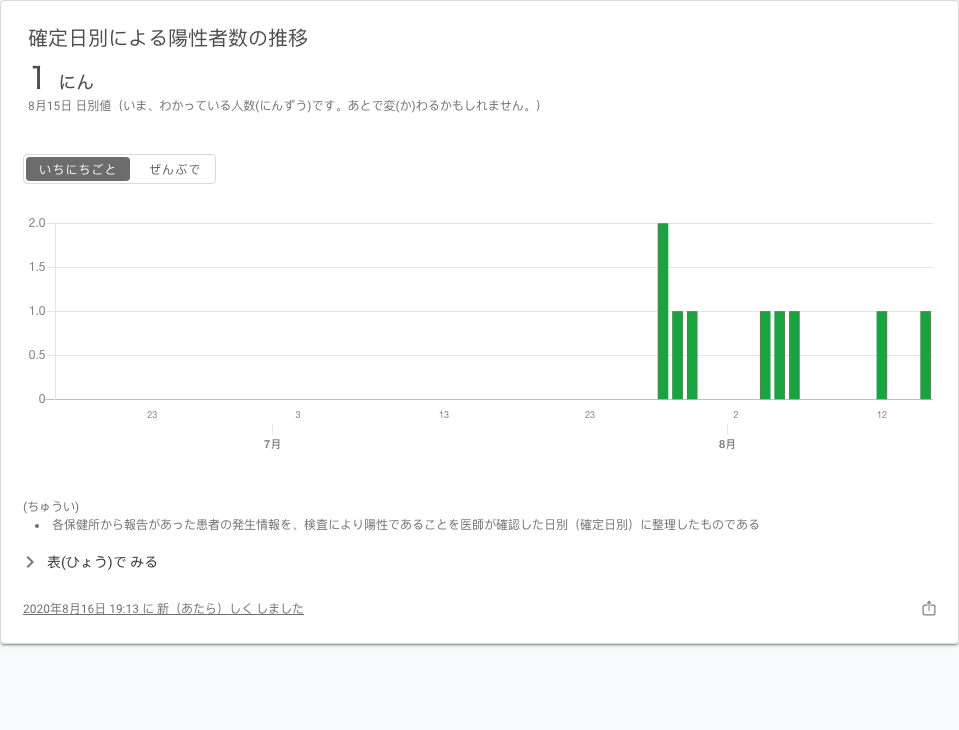 確定日別による陽性者数の推移
1 にん
8月15日 日別値（いま、わかっている人数(にんずう)です。あとで変(か)わるかもしれません。）
いちにちごと ぜんぶで
2.0
1.5
1.0
0.5
0
23 3 13 23 2 12
7月 8月
(ちゅうい)
• 各保健所から報告があった患者の発生情報を、検査により陽性であることを医師が確認した日別（確定日別）に整理したものである
表(ひょう)で みる
2020年8月16日 19:13 に 新（あたら）しく しました